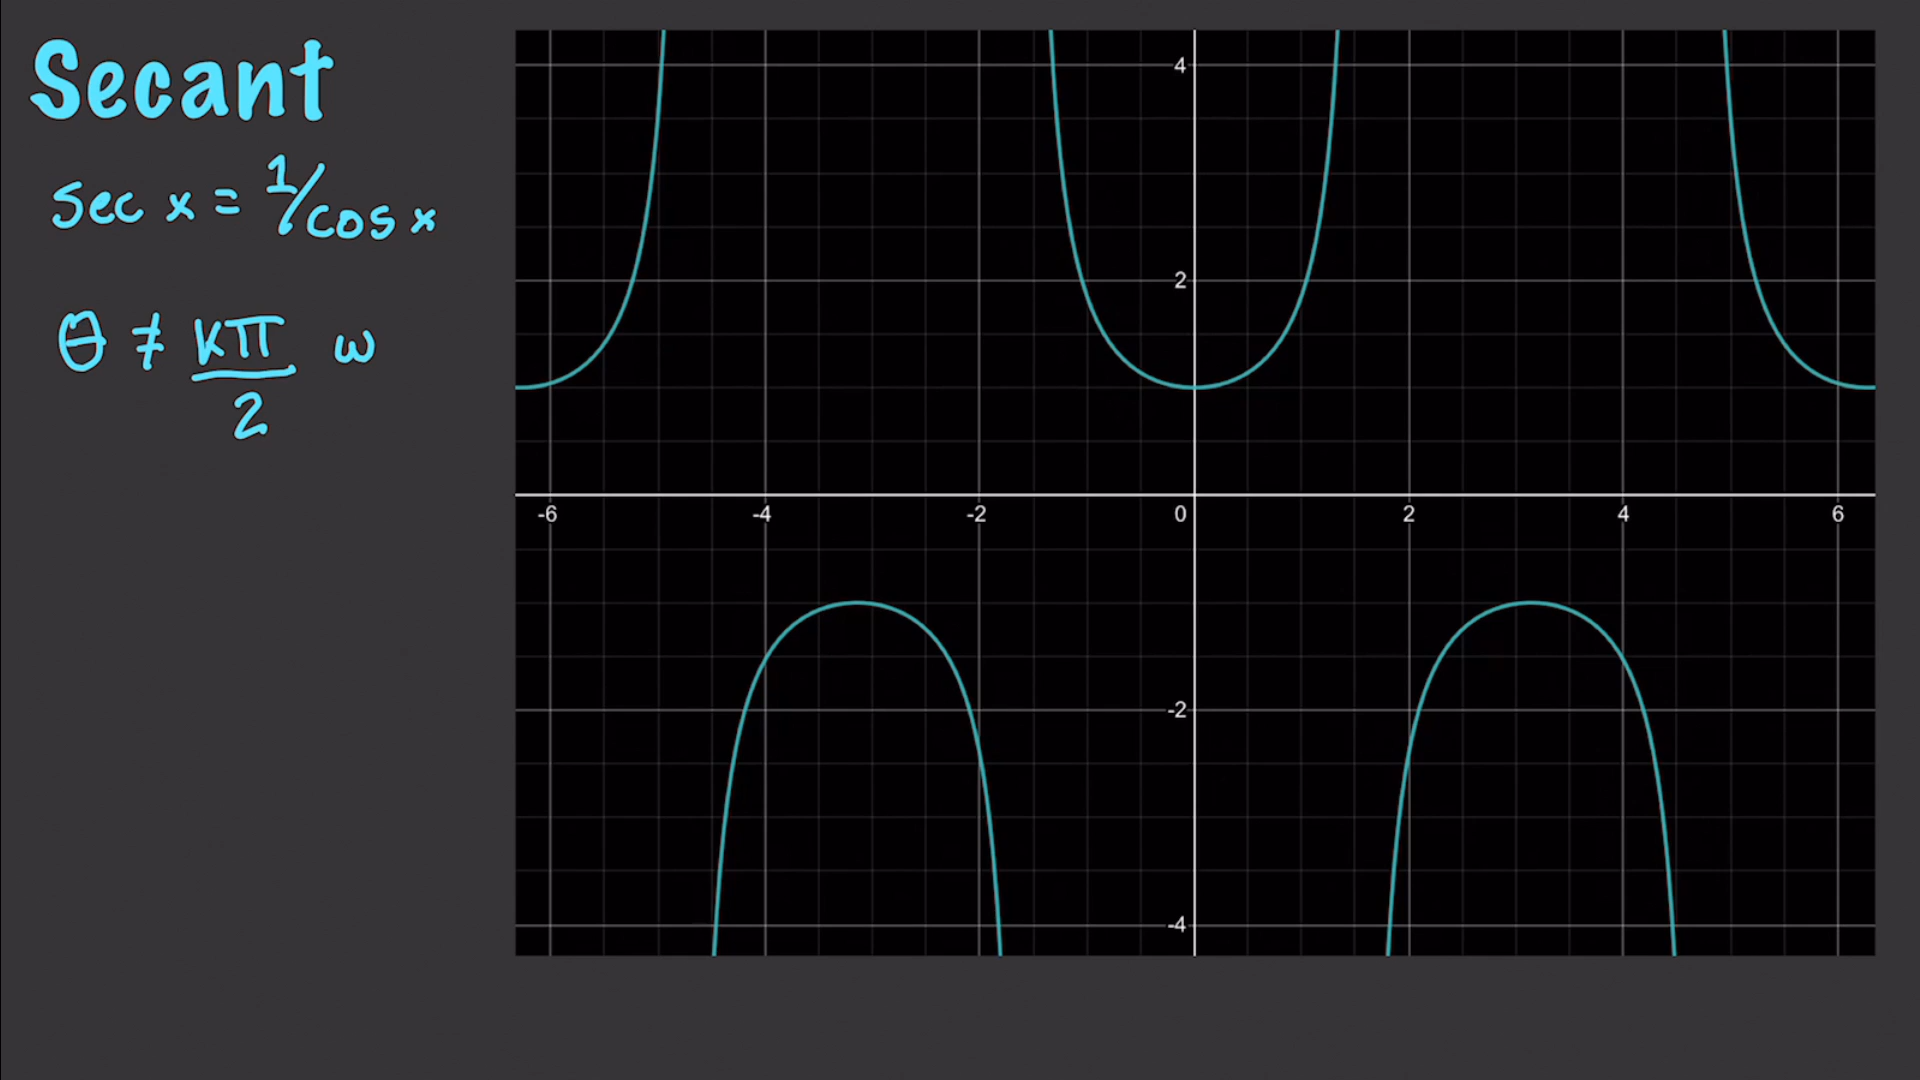 Secant
sec x = 1/cos x
θ ≠ kπ/2 w
4
2
-6 -4 -2 0 2 4 6
-2
-4